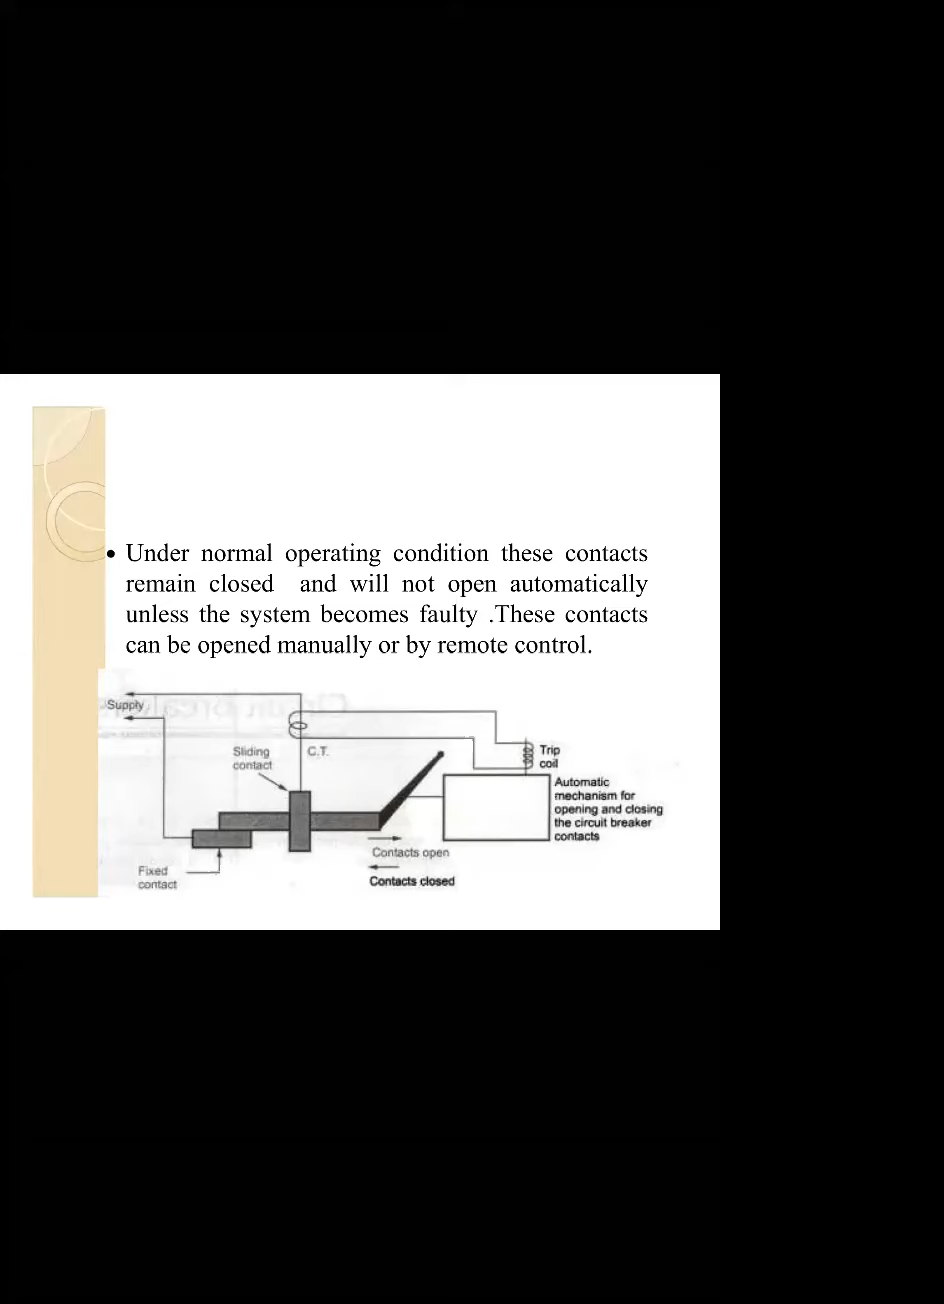 • Under normal operating condition these contacts
remain closed and will not open automatically
unless the system becomes faulty .These contacts
can be opened manually or by remote control.
Supply
Sliding
contact
C.T.
Trip
coil
Automatic
mechanism for
opening and closing
the circuit breaker
contacts
Contacts open
Contacts closed
Fixed
contact